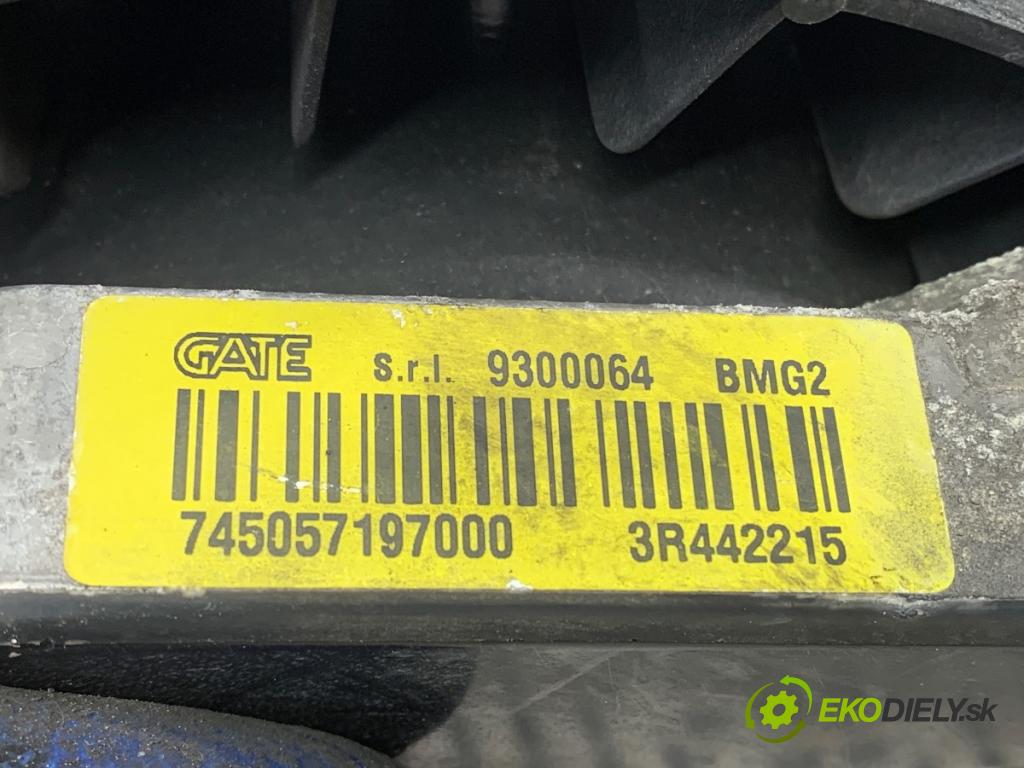 GATE S.r.l. 9300064 BMG2
745057197000 3R442215
EKODIELY.sk